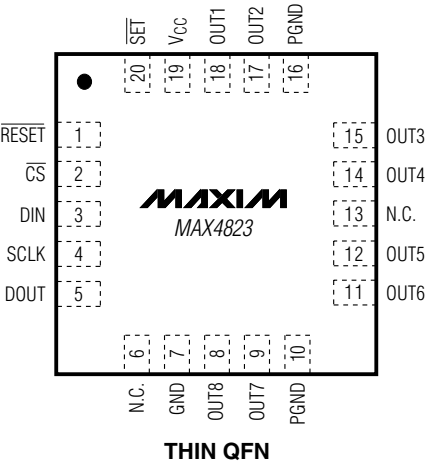 SET VCC OUT1 OUT2 PGND
20 19 18 17 16
RESET 1 15 OUT3
CS 2 14 OUT4
DIN 3 13 N.C.
MAXIM
MAX4823
SCLK 4 12 OUT5
DOUT 5 11 OUT6
6 7 8 9 10
N.C. GND OUT8 OUT7 PGND
THIN QFN